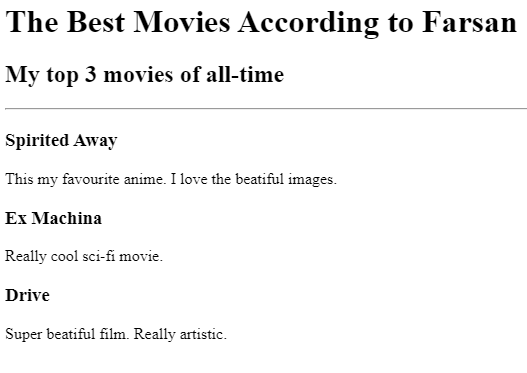 The Best Movies According to Farsan
My top 3 movies of all-time
Spirited Away
This my favourite anime. I love the beatiful images.
Ex Machina
Really cool sci-fi movie.
Drive
Super beatiful film. Really artistic.